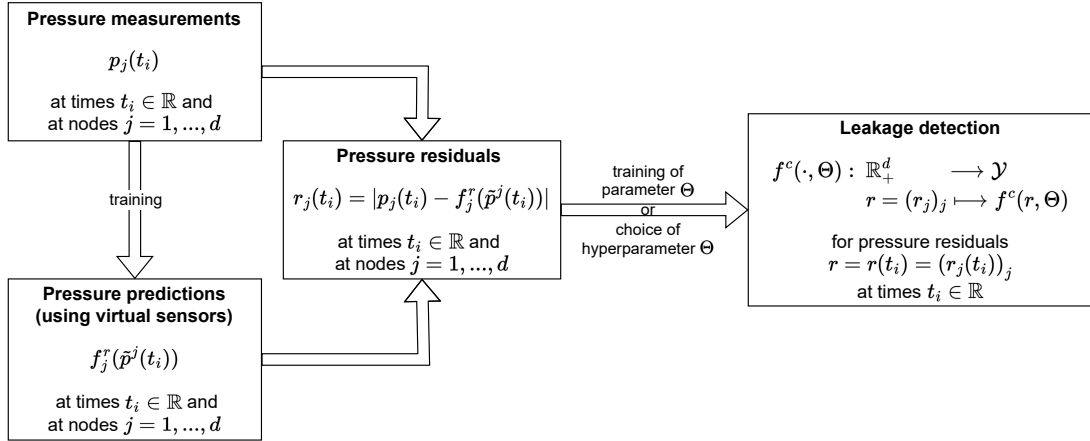 Pressure measurements
p_j(t_i)
at times t_i ∈ ℝ and
at nodes j = 1, ..., d
training
Pressure predictions
(using virtual sensors)
f_j^r(p̃^j(t_i))
at times t_i ∈ ℝ and
at nodes j = 1, ..., d
Pressure residuals
r_j(t_i) = |p_j(t_i) − f_j^r(p̃^j(t_i))|
at times t_i ∈ ℝ and
at nodes j = 1, ..., d
training of
parameter Θ
or
choice of
hyperparameter Θ
Leakage detection
f^c(·, Θ) : ℝ_+^d ⟶ 𝒴
r = (r_j)_j ⟼ f^c(r, Θ)
for pressure residuals
r = r(t_i) = (r_j(t_i))_j
at times t_i ∈ ℝ